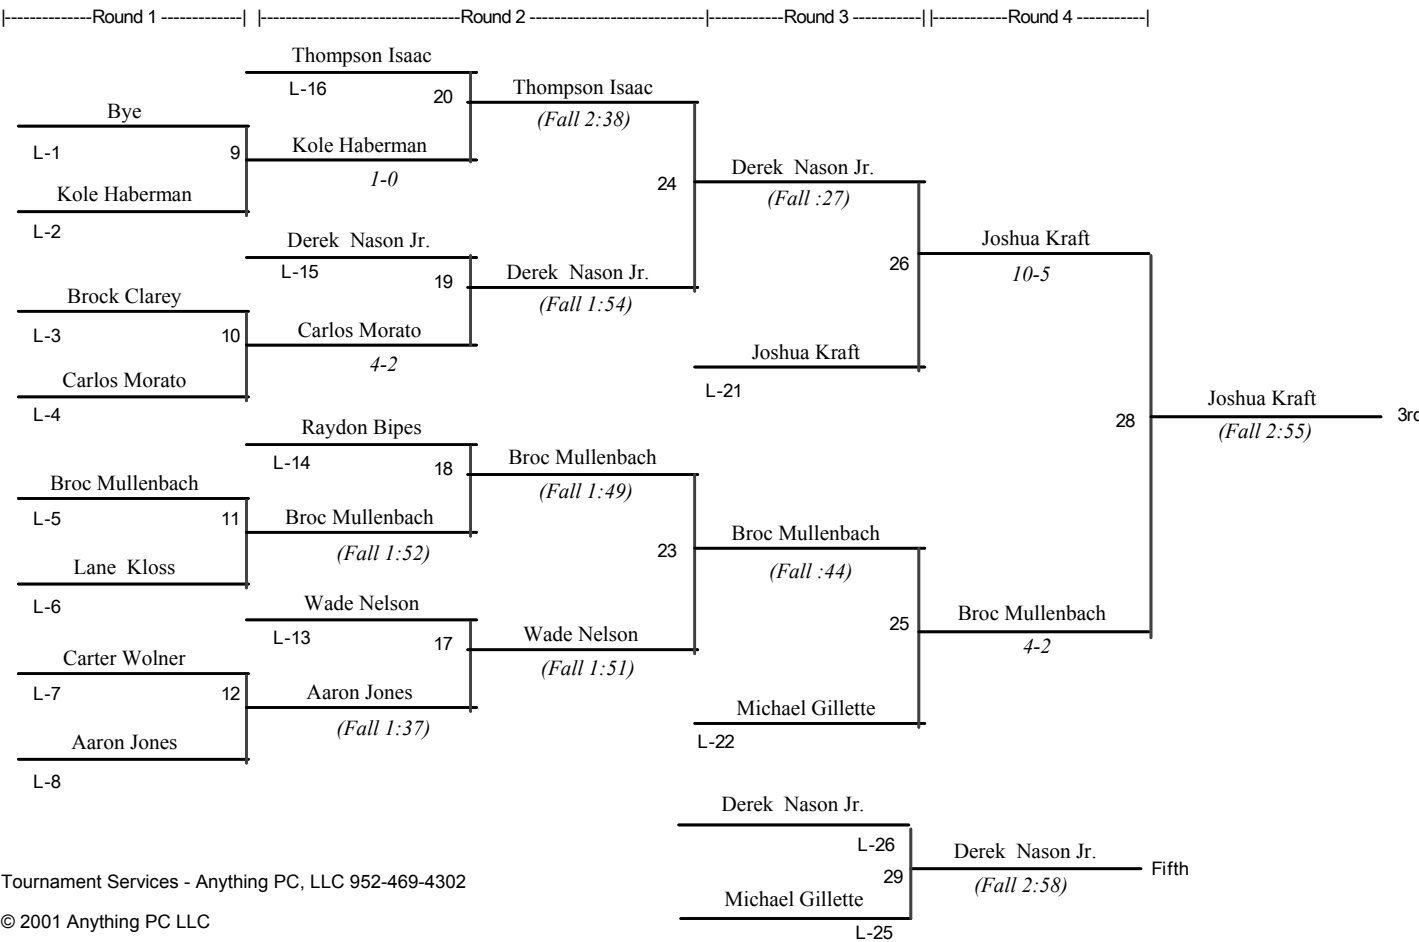 |--------------Round 1 -------------| |--------------------------------Round 2 ----------------------------|------------Round 3 -----------| |------------Round 4 -----------|
Thompson Isaac
L-16
20
Thompson Isaac
(Fall 2:38)
Bye
L-1
9
Kole Haberman
1-0
Kole Haberman
L-2
24
Derek Nason Jr.
(Fall :27)
Derek Nason Jr.
L-15
19
Derek Nason Jr.
(Fall 1:54)
26
Joshua Kraft
10-5
Brock Clarey
L-3
10
Carlos Morato
4-2
Carlos Morato
L-4
Joshua Kraft
L-21
28
Joshua Kraft
(Fall 2:55)
3rd
Raydon Bipes
L-14
18
Broc Mullenbach
(Fall 1:49)
Broc Mullenbach
L-5
11
Broc Mullenbach
(Fall 1:52)
Lane Kloss
L-6
23
Broc Mullenbach
(Fall :44)
Wade Nelson
L-13
17
Wade Nelson
(Fall 1:51)
25
Broc Mullenbach
4-2
Carter Wolner
L-7
12
Aaron Jones
(Fall 1:37)
Aaron Jones
L-8
Michael Gillette
L-22
Derek Nason Jr.
L-26
29
Derek Nason Jr.
(Fall 2:58)
Fifth
Michael Gillette
L-25
Tournament Services - Anything PC, LLC 952-469-4302
© 2001 Anything PC LLC